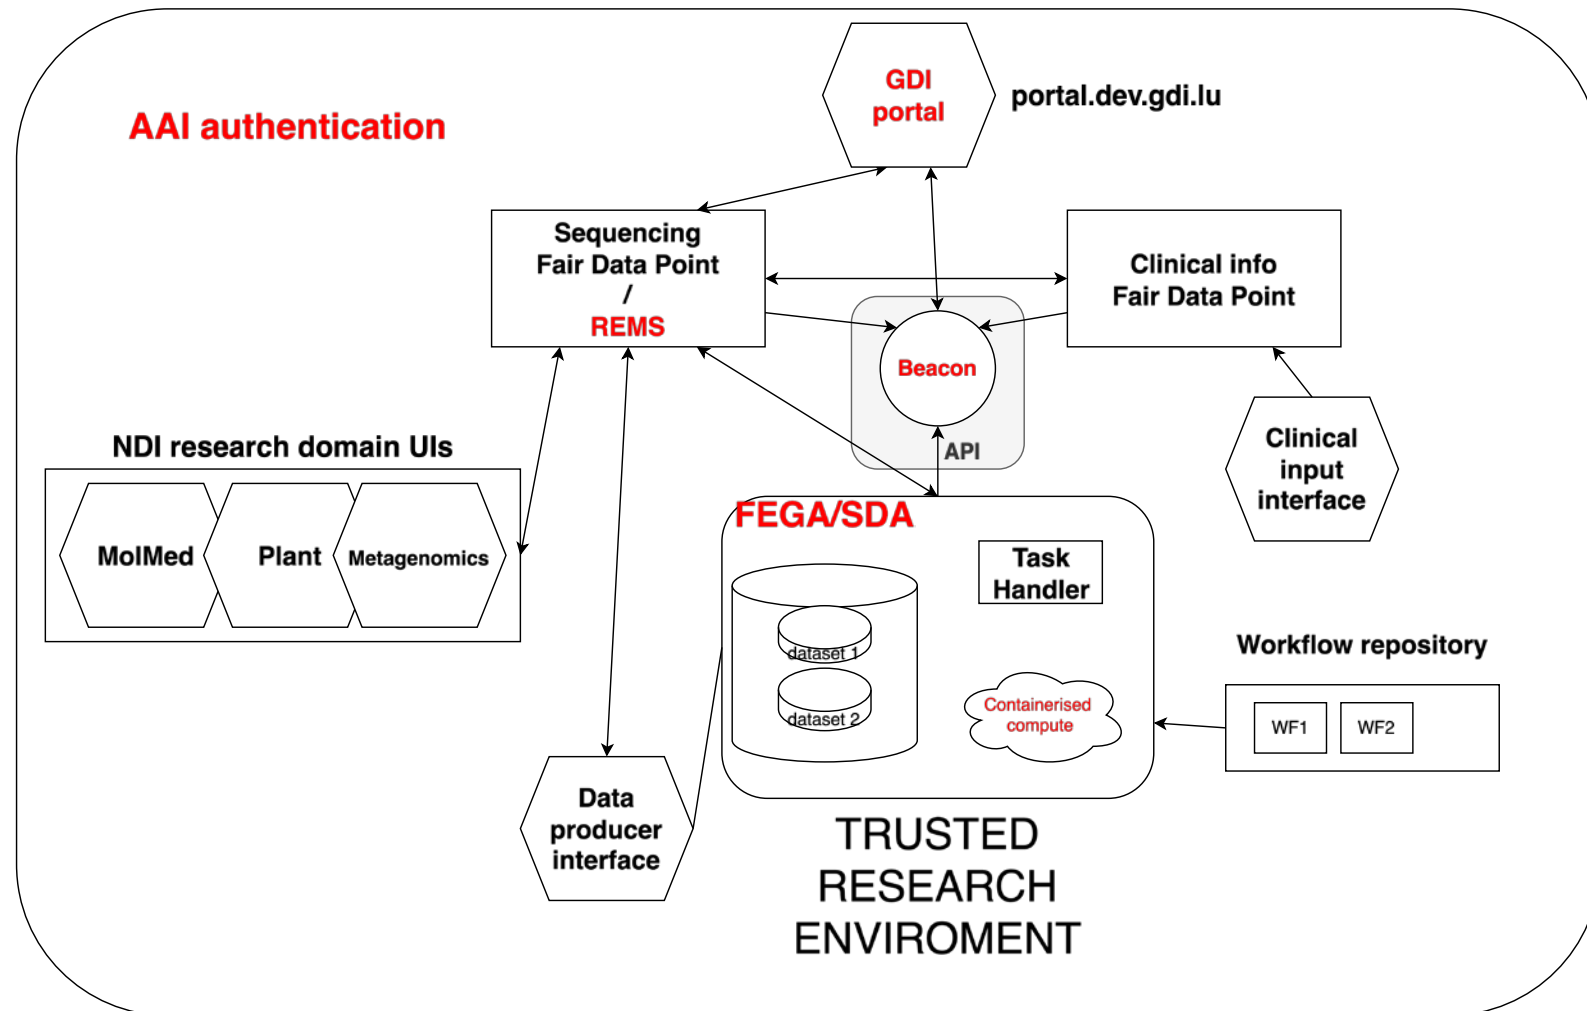 GDI
portal
portal.dev.gdi.lu
AAI authentication
Sequencing
Fair Data Point
/
REMS
Clinical info
Fair Data Point
Beacon
API
NDI research domain UIs
MolMed
Plant
Metagenomics
Clinical
input
interface
FEGA/SDA
Task
Handler
dataset 1
dataset 2
Containerised
compute
Workflow repository
WF1
WF2
Data
producer
interface
TRUSTED
RESEARCH
ENVIROMENT